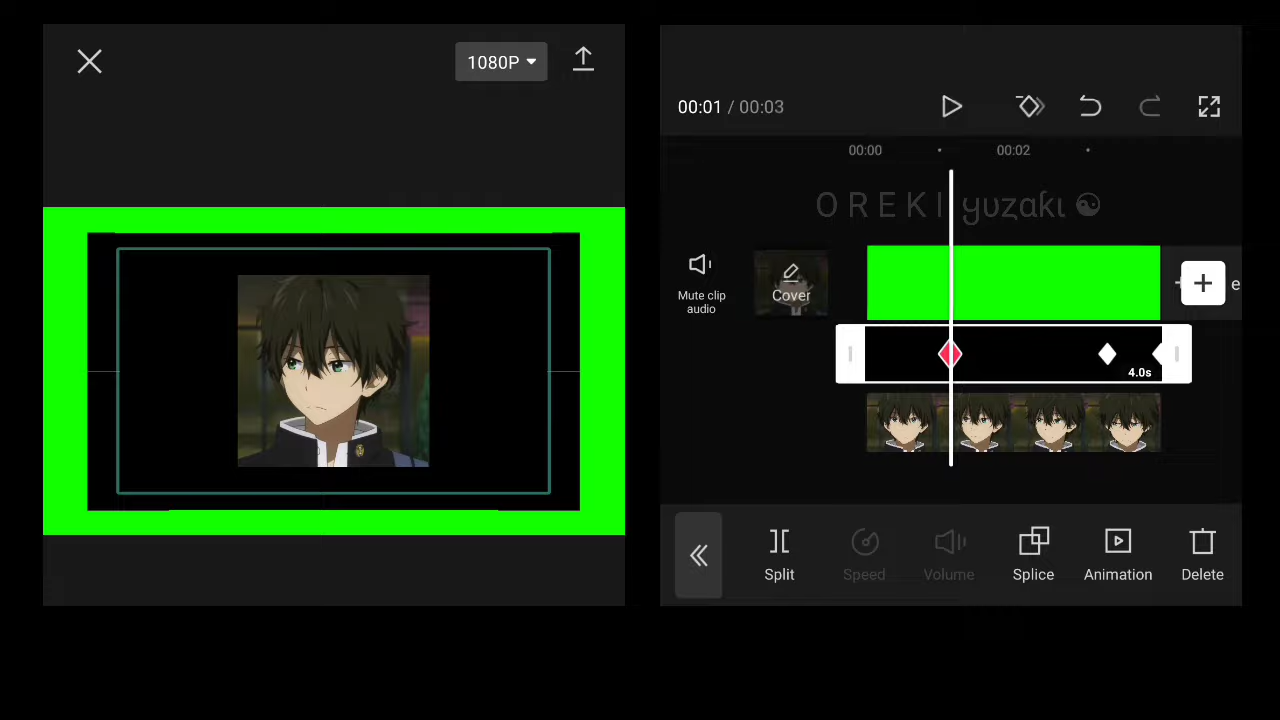 1080P
00:01 / 00:03
00:00
00:02
O R E K I yuzaki
Mute clip
audio
Cover
e
4.0s
Split
Speed
Volume
Splice
Animation
Delete